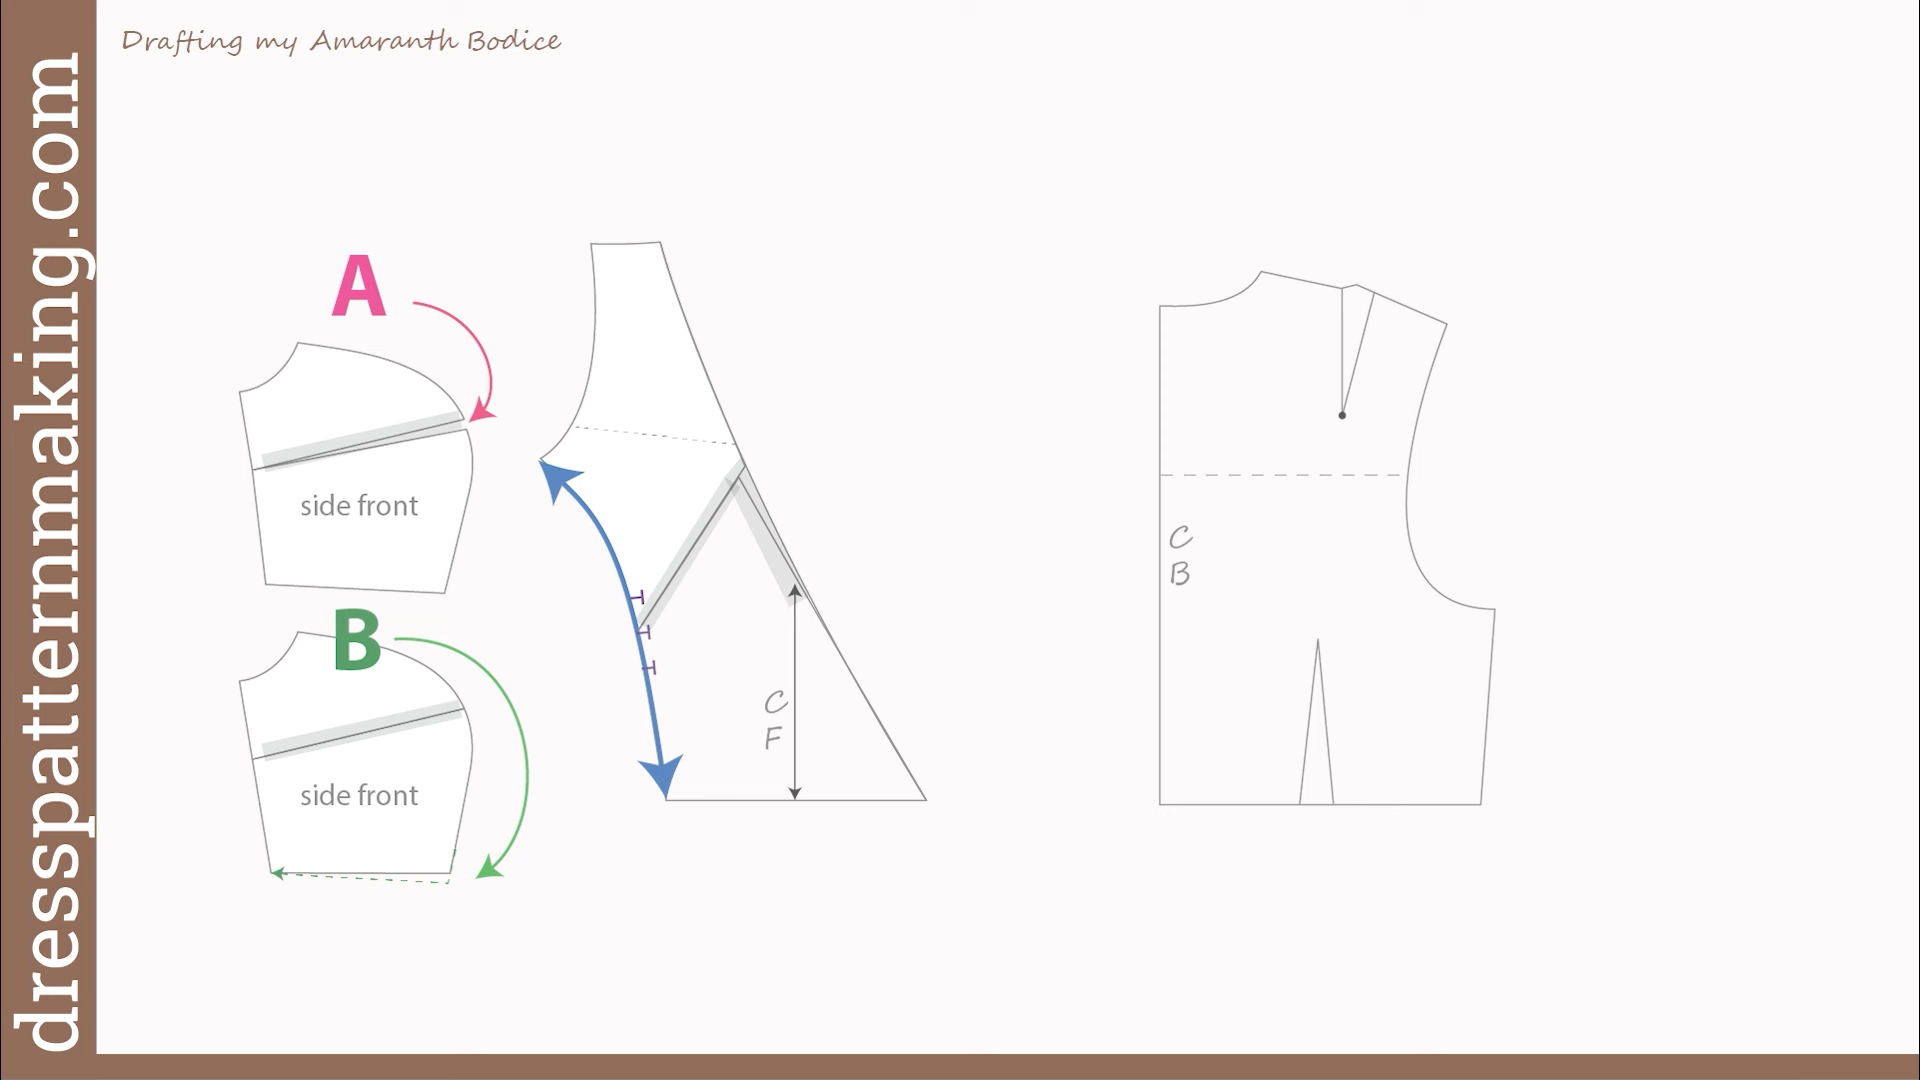 dresspatternmaking.com
Drafting my Amaranth Bodice
A
side front
B
side front
C
F
C
B